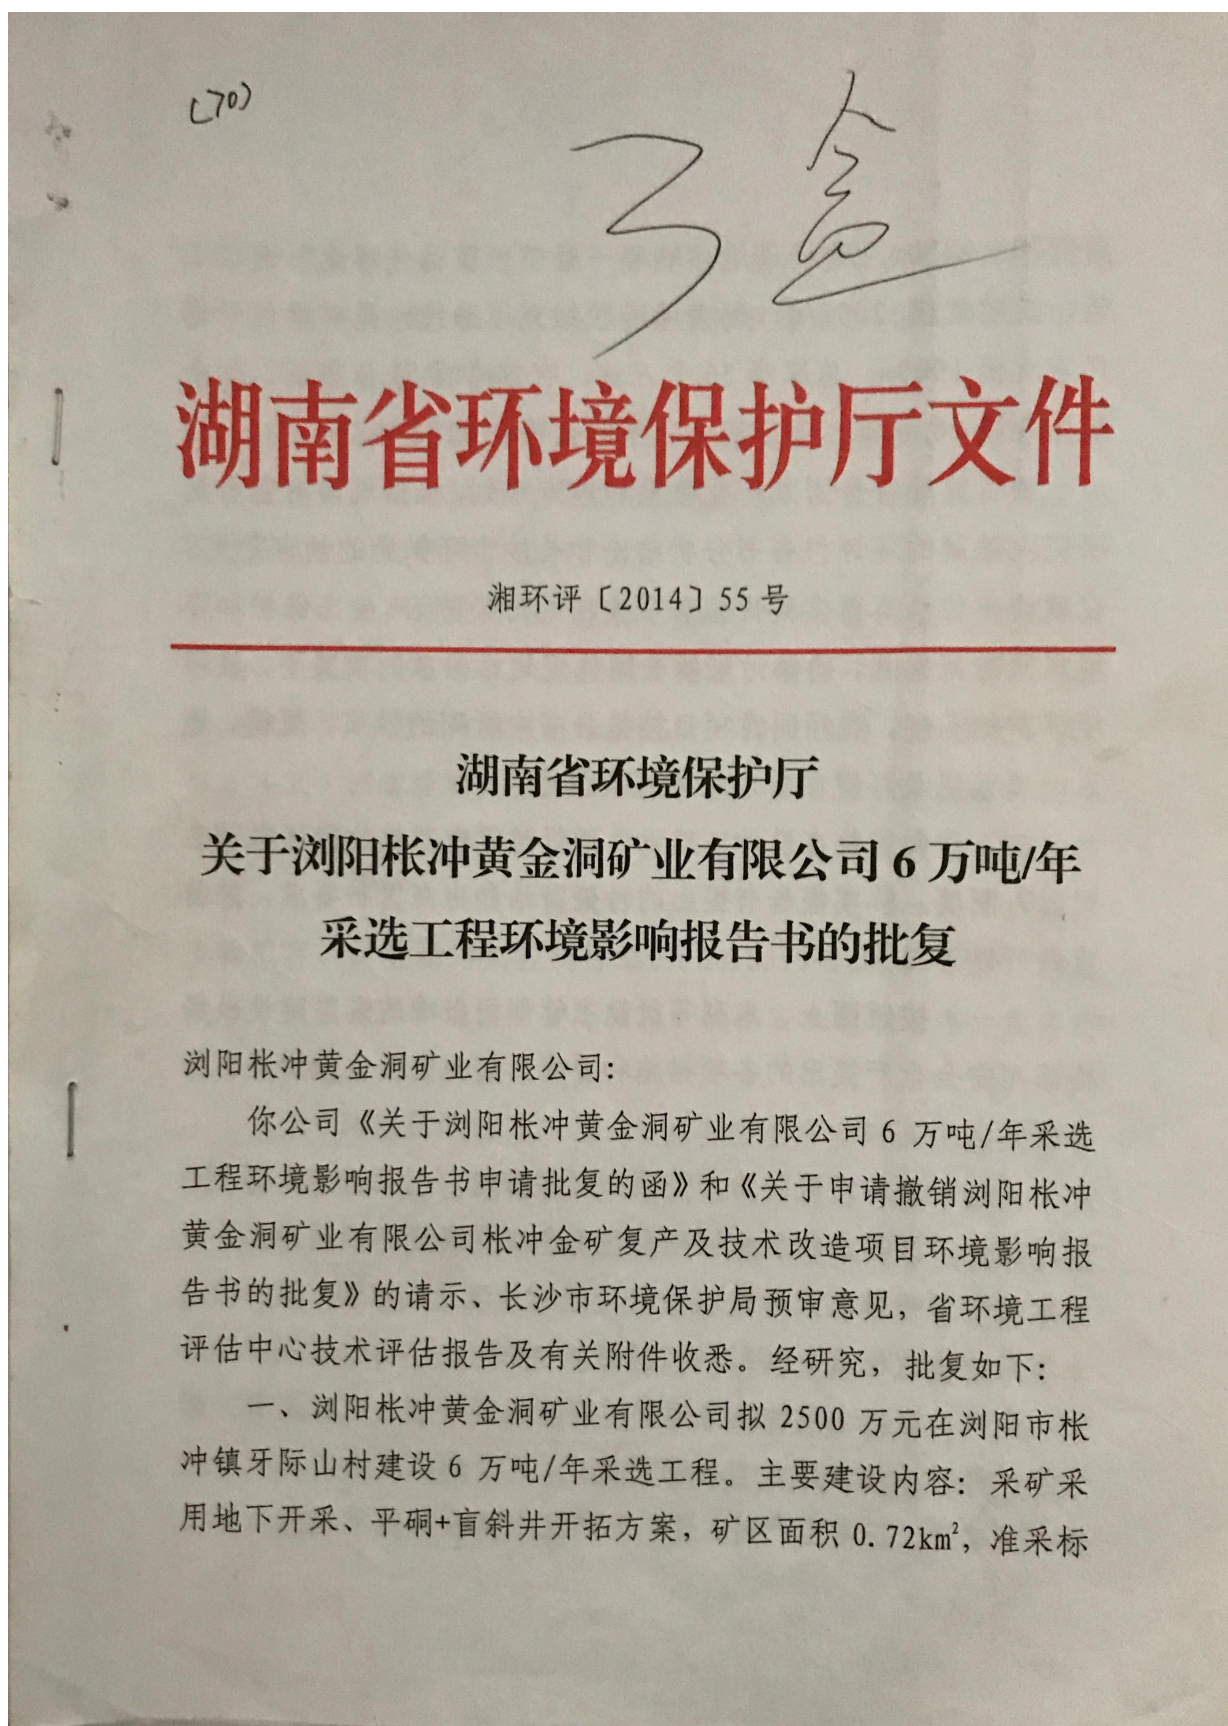 (70)
湖南省环境保护厅文件
湘环评〔2014〕55 号
湖南省环境保护厅
关于浏阳枨冲黄金洞矿业有限公司 6 万吨/年
采选工程环境影响报告书的批复
浏阳枨冲黄金洞矿业有限公司:
你公司《关于浏阳枨冲黄金洞矿业有限公司 6 万吨/年采选
工程环境影响报告书申请批复的函》和《关于申请撤销浏阳枨冲
黄金洞矿业有限公司枨冲金矿复产及技术改造项目环境影响报
告书的批复》的请示、长沙市环境保护局预审意见，省环境工程
评估中心技术评估报告及有关附件收悉。经研究，批复如下：
一、浏阳枨冲黄金洞矿业有限公司拟 2500 万元在浏阳市枨
冲镇牙际山村建设 6 万吨/年采选工程。主要建设内容：采矿采
用地下开采、平硐+盲斜井开拓方案，矿区面积 0.72km²，准采标